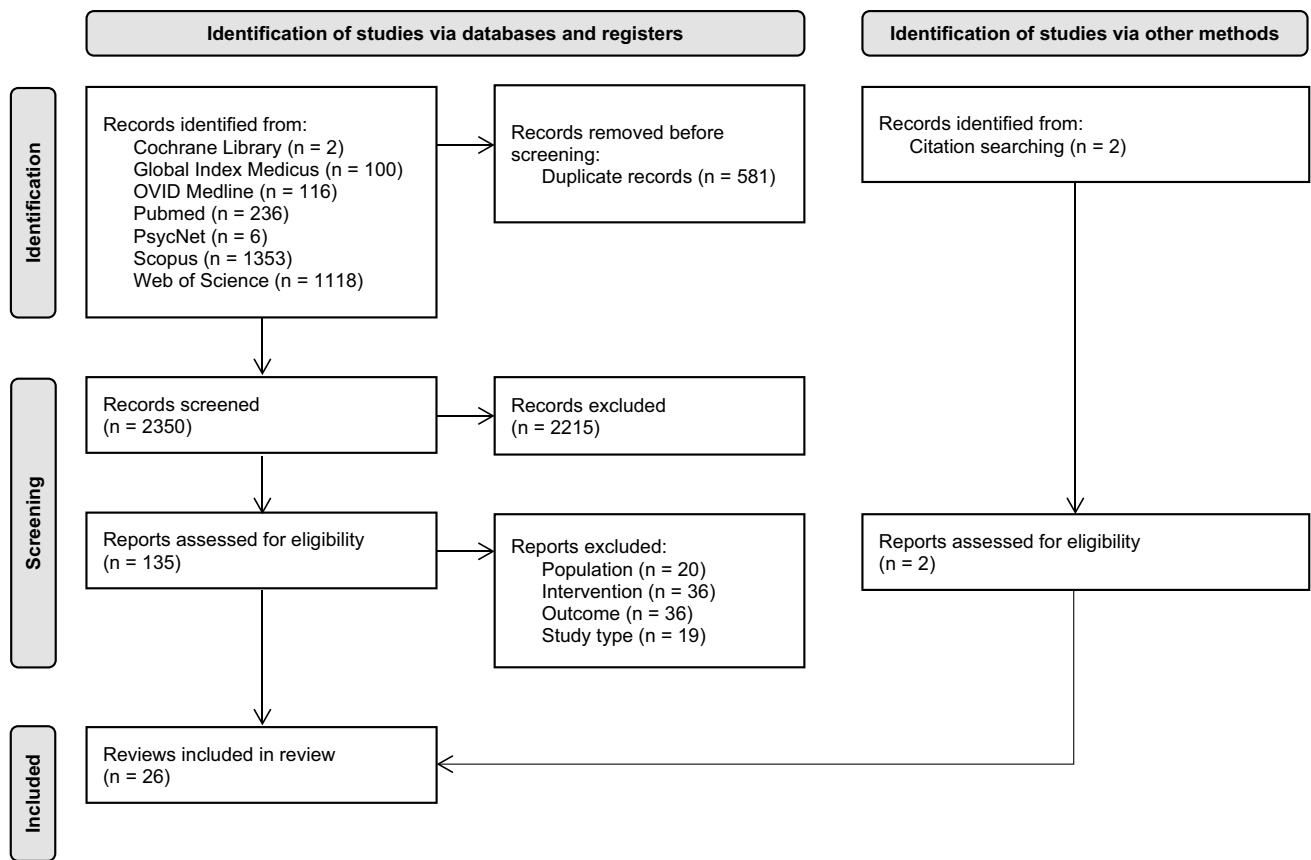 Identification of studies via databases and registers
Identification of studies via other methods
Identification
Records identified from:
Cochrane Library (n = 2)
Global Index Medicus (n = 100)
OVID Medline (n = 116)
Pubmed (n = 236)
PsycNet (n = 6)
Scopus (n = 1353)
Web of Science (n = 1118)
Records removed before
screening:
Duplicate records (n = 581)
Records identified from:
Citation searching (n = 2)
Screening
Records screened
(n = 2350)
Records excluded
(n = 2215)
Reports assessed for eligibility
(n = 135)
Reports excluded:
Population (n = 20)
Intervention (n = 36)
Outcome (n = 36)
Study type (n = 19)
Reports assessed for eligibility
(n = 2)
Included
Reviews included in review
(n = 26)